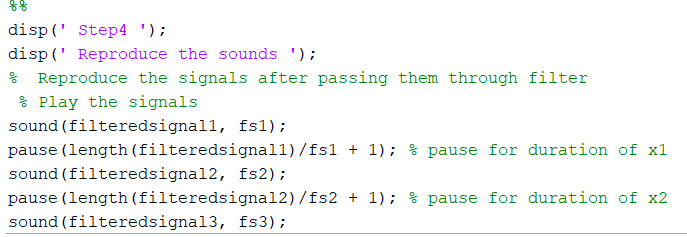 %%
disp(' Step4 ');
disp(' Reproduce the sounds ');
%  Reproduce the signals after passing them through filter
 % Play the signals
sound(filteredsignal1, fs1);
pause(length(filteredsignal1)/fs1 + 1); % pause for duration of x1
sound(filteredsignal2, fs2);
pause(length(filteredsignal2)/fs2 + 1); % pause for duration of x2
sound(filteredsignal3, fs3);